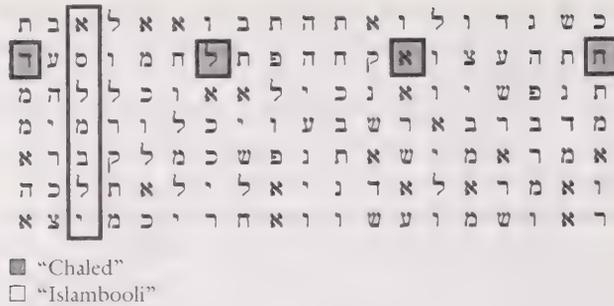 כ ש ג ד ו ל ו א ת ה ת ב ו א א ל א ב ת
ח ת ה ע צ ו א ק ח ה פ ת ל ח מ ו ס ע ד
ת נ פ ש י ו א נ כ י ל א א ו כ ל ל ה מ
מ ד ב ר ב א ר ש ב ע ו י כ ל ו ה מ י מ
א מ ר א מ י ש א ת נ פ ש כ מ ל ק ב ר א
ו א מ ר א ל א ד נ י א ל י ל א ת ל כ ה
ר א ו ש מ ו ע ש ו ו א ח ר י כ מ י צ א
“Chaled”
“Islambooli”